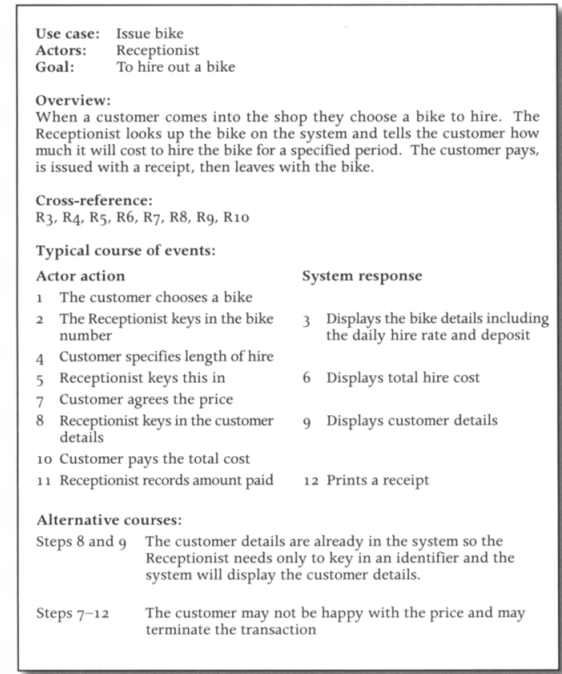 Use case: Issue bike
Actors: Receptionist
Goal: To hire out a bike
Overview:
When a customer comes into the shop they choose a bike to hire. The
Receptionist looks up the bike on the system and tells the customer how
much it will cost to hire the bike for a specified period. The customer pays,
is issued with a receipt, then leaves with the bike.
Cross-reference:
R3, R4, R5, R6, R7, R8, R9, R10
Typical course of events:
Actor action System response
1 The customer chooses a bike
2 The Receptionist keys in the bike 3 Displays the bike details including
number the daily hire rate and deposit
4 Customer specifies length of hire
5 Receptionist keys this in 6 Displays total hire cost
7 Customer agrees the price
8 Receptionist keys in the customer 9 Displays customer details
details
10 Customer pays the total cost
11 Receptionist records amount paid 12 Prints a receipt
Alternative courses:
Steps 8 and 9 The customer details are already in the system so the
Receptionist needs only to key in an identifier and the
system will display the customer details.
Steps 7–12 The customer may not be happy with the price and may
terminate the transaction